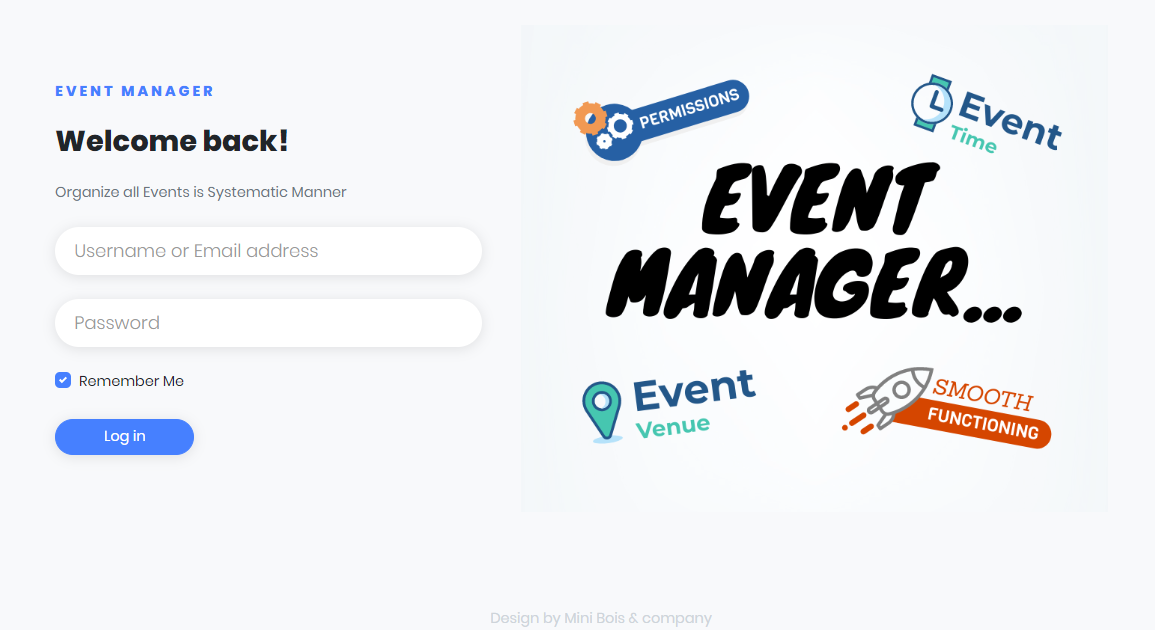 EVENT MANAGER
Welcome back!
Organize all Events is Systematic Manner
Username or Email address
Password
Remember Me
Log in
PERMISSIONS
Event
Time
EVENT
MANAGER...
Event
Venue
SMOOTH
FUNCTIONING
Design by Mini Bois & company